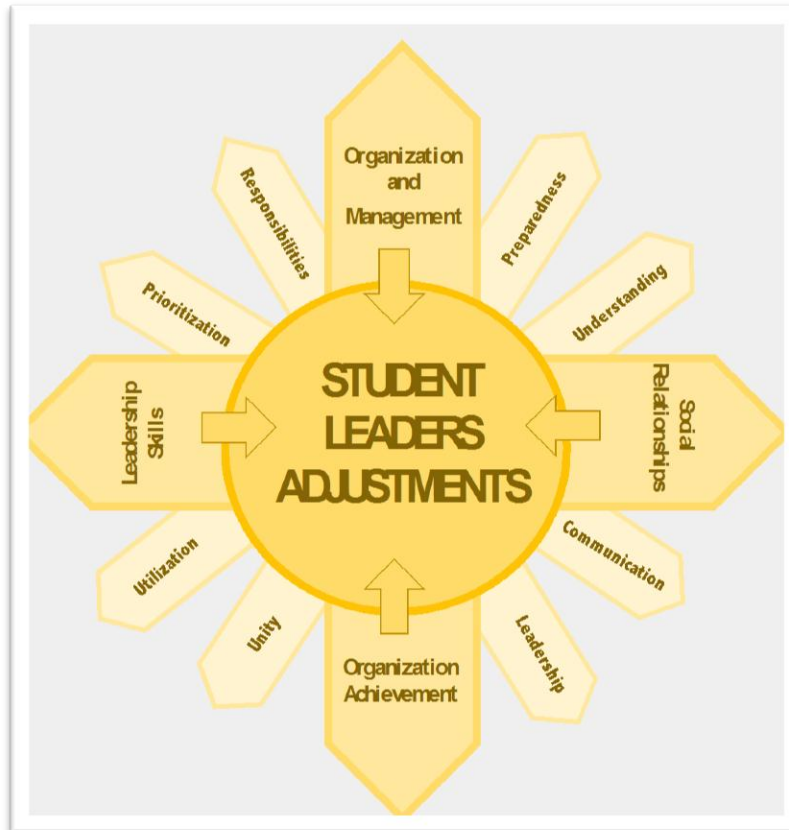 Organization
and
Management
Responsibilities
Preparedness
Prioritization
Understanding
Leadership
Skills
STUDENT
LEADERS
ADJUSTMENTS
Social
Relationships
Utilization
Communication
Unity
Leadership
Organization
Achievement